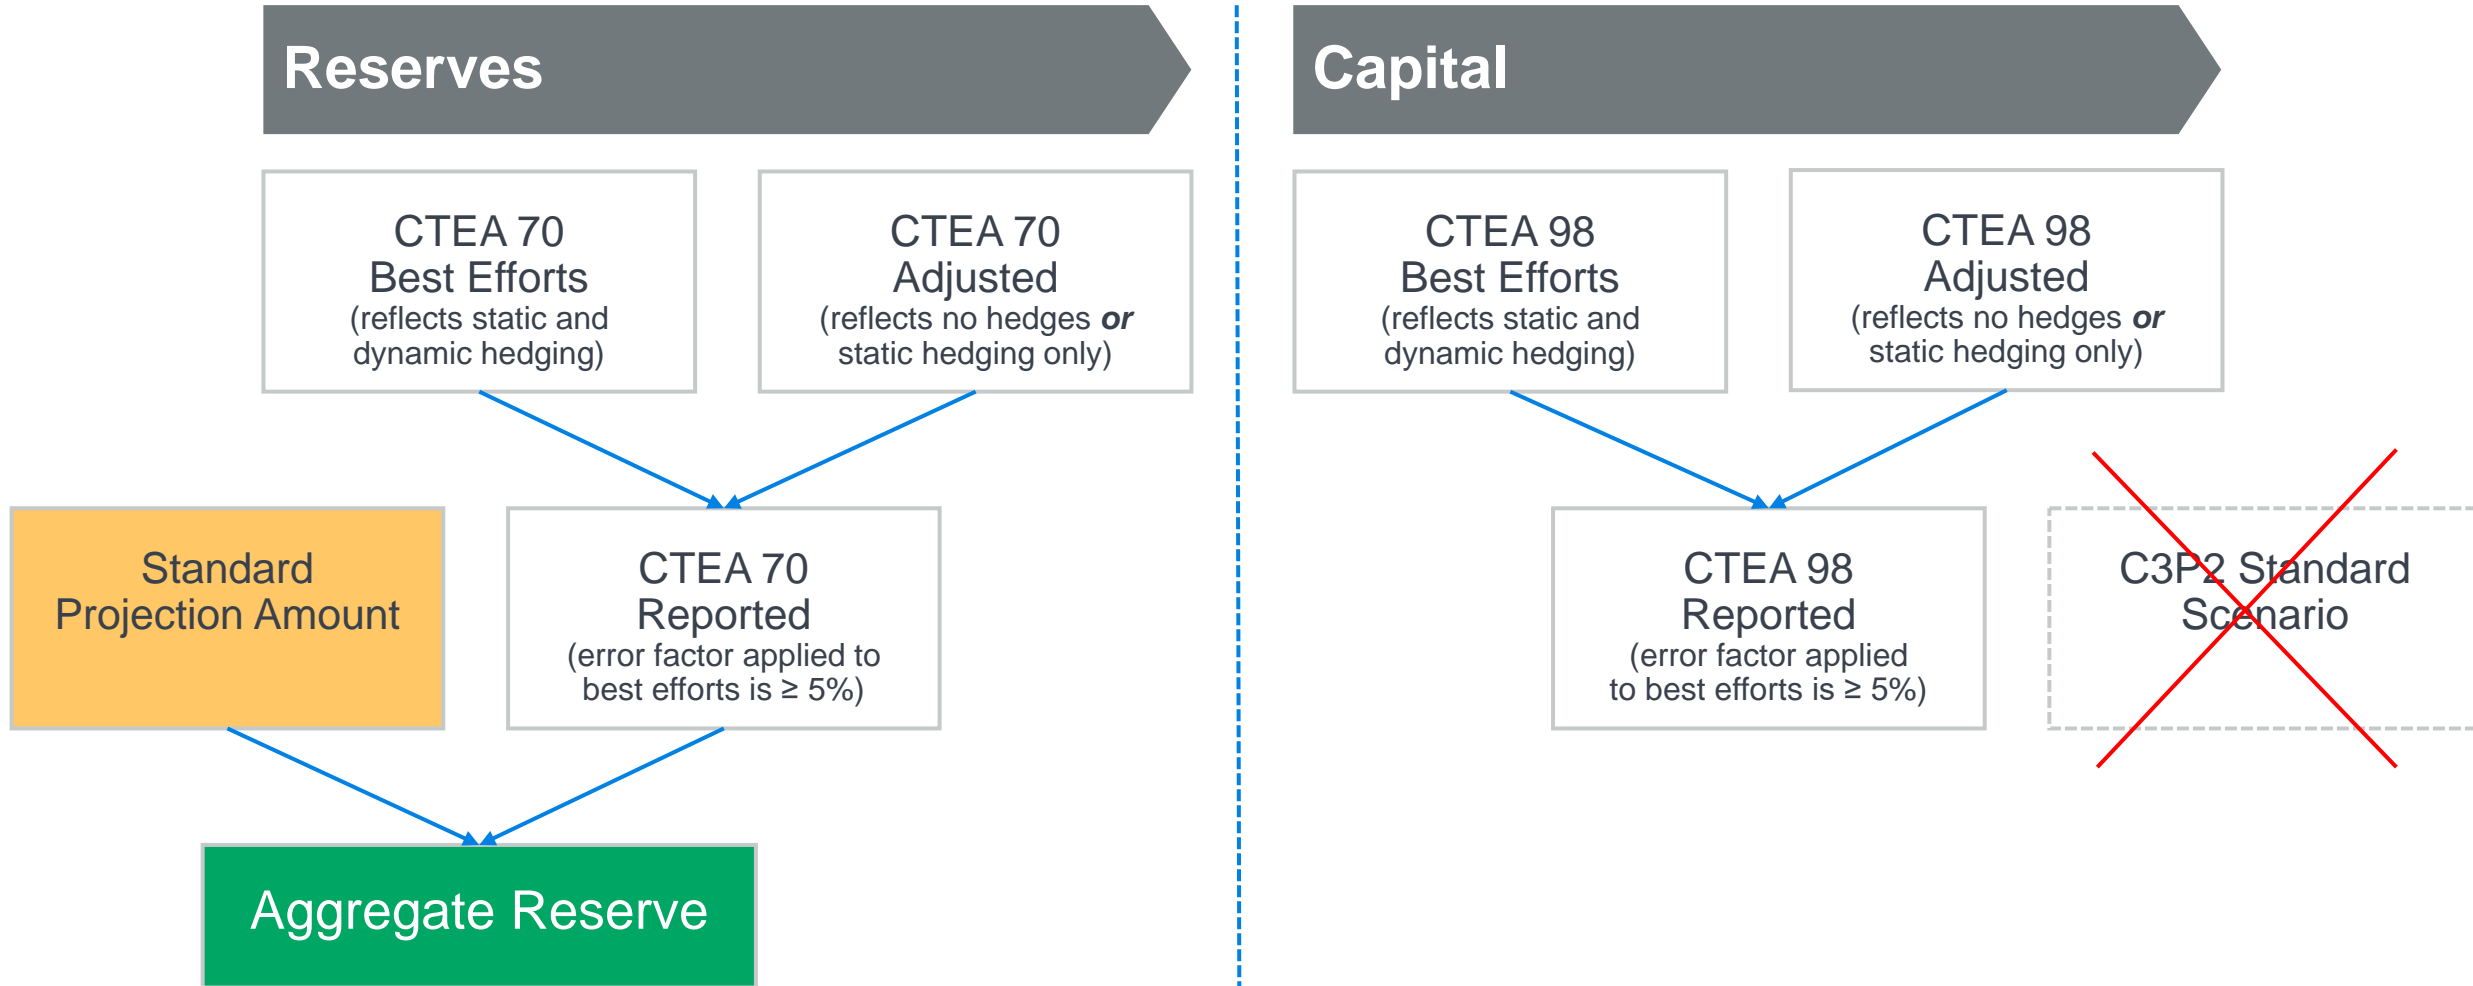 Reserves
Capital
CTEA 70
Best Efforts
(reflects static and
dynamic hedging)
CTEA 70
Adjusted
(reflects no hedges or
static hedging only)
CTEA 98
Best Efforts
(reflects static and
dynamic hedging)
CTEA 98
Adjusted
(reflects no hedges or
static hedging only)
Standard
Projection Amount
CTEA 70
Reported
(error factor applied to
best efforts is ≥ 5%)
CTEA 98
Reported
(error factor applied
to best efforts is ≥ 5%)
C3P2 Standard
Scenario
Aggregate Reserve